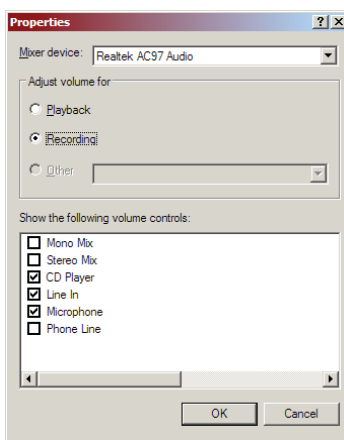 Properties
Mixer device: Realtek AC97 Audio
Adjust volume for
Playback
Recording
Other
Show the following volume controls:
Mono Mix
Stereo Mix
CD Player
Line In
Microphone
Phone Line
OK Cancel